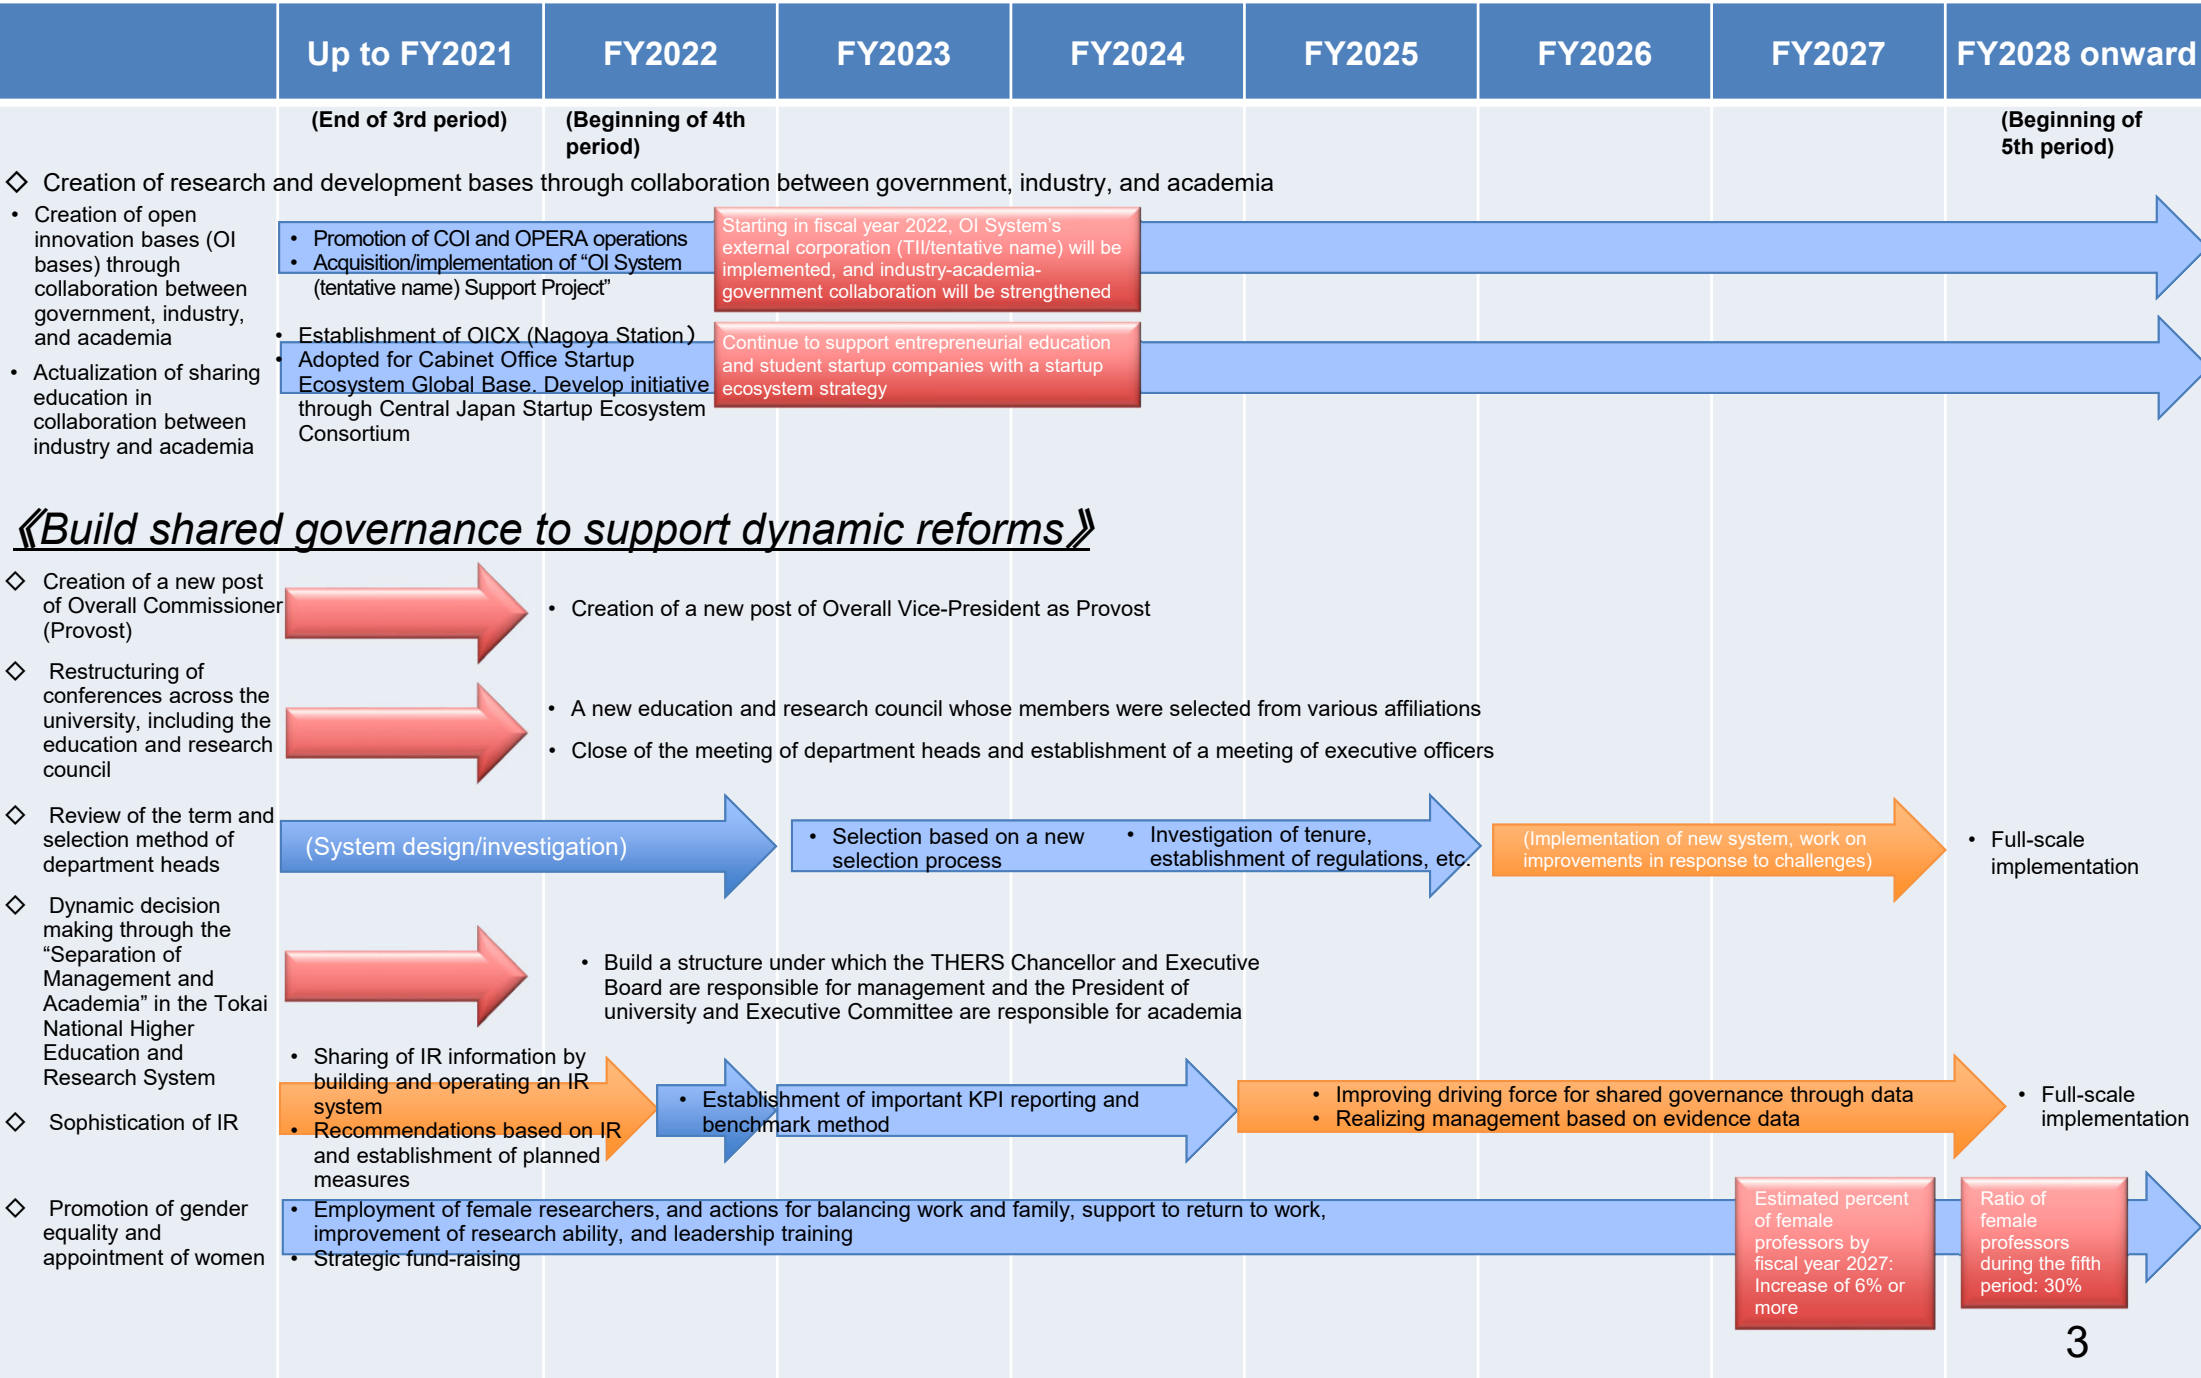 Up to FY2021 FY2022 FY2023 FY2024 FY2025 FY2026 FY2027 FY2028 onward
(End of 3rd period)
(Beginning of 4th
period)
(Beginning of
5th period)
◇ Creation of research and development bases through collaboration between government, industry, and academia
• Creation of open
innovation bases (OI
bases) through
collaboration between
government, industry,
and academia
• Promotion of COI and OPERA operations
• Acquisition/implementation of “OI System
(tentative name) Support Project”
Starting in fiscal year 2022, OI System’s
external corporation (TII/tentative name) will be
implemented, and industry-academia-
government collaboration will be strengthened
• Actualization of sharing
education in
collaboration between
industry and academia
• Establishment of OICX (Nagoya Station）
• Adopted for Cabinet Office Startup
Ecosystem Global Base. Develop initiative
through Central Japan Startup Ecosystem
Consortium
Continue to support entrepreneurial education
and student startup companies with a startup
ecosystem strategy
《Build shared governance to support dynamic reforms》
◇ Creation of a new post
of Overall Commissioner
(Provost)
• Creation of a new post of Overall Vice-President as Provost
◇ Restructuring of
conferences across the
university, including the
education and research
council
• A new education and research council whose members were selected from various affiliations
• Close of the meeting of department heads and establishment of a meeting of executive officers
◇ Review of the term and
selection method of
department heads
(System design/investigation)
• Selection based on a new
selection process
• Investigation of tenure,
establishment of regulations, etc.
(Implementation of new system, work on
improvements in response to challenges)
• Full-scale
implementation
◇ Dynamic decision
making through the
“Separation of
Management and
Academia” in the Tokai
National Higher
Education and
Research System
• Build a structure under which the THERS Chancellor and Executive
Board are responsible for management and the President of
university and Executive Committee are responsible for academia
◇ Sophistication of IR
• Sharing of IR information by
building and operating an IR
system
• Recommendations based on IR
and establishment of planned
measures
• Establishment of important KPI reporting and
benchmark method
• Improving driving force for shared governance through data
• Realizing management based on evidence data
• Full-scale
implementation
◇ Promotion of gender
equality and
appointment of women
• Employment of female researchers, and actions for balancing work and family, support to return to work,
improvement of research ability, and leadership training
• Strategic fund-raising
Estimated percent
of female
professors by
fiscal year 2027:
Increase of 6% or
more
Ratio of
female
professors
during the fifth
period: 30%
3